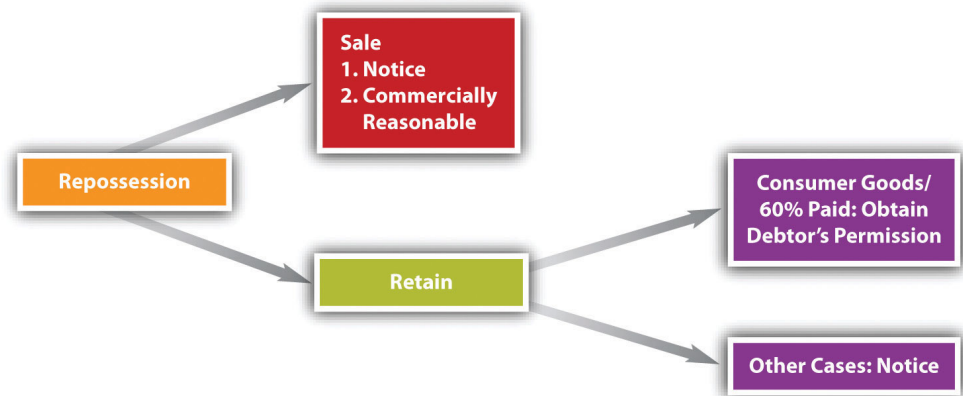 Sale
1. Notice
2. Commercially
Reasonable
Repossession
Retain
Consumer Goods/
60% Paid: Obtain
Debtor's Permission
Other Cases: Notice